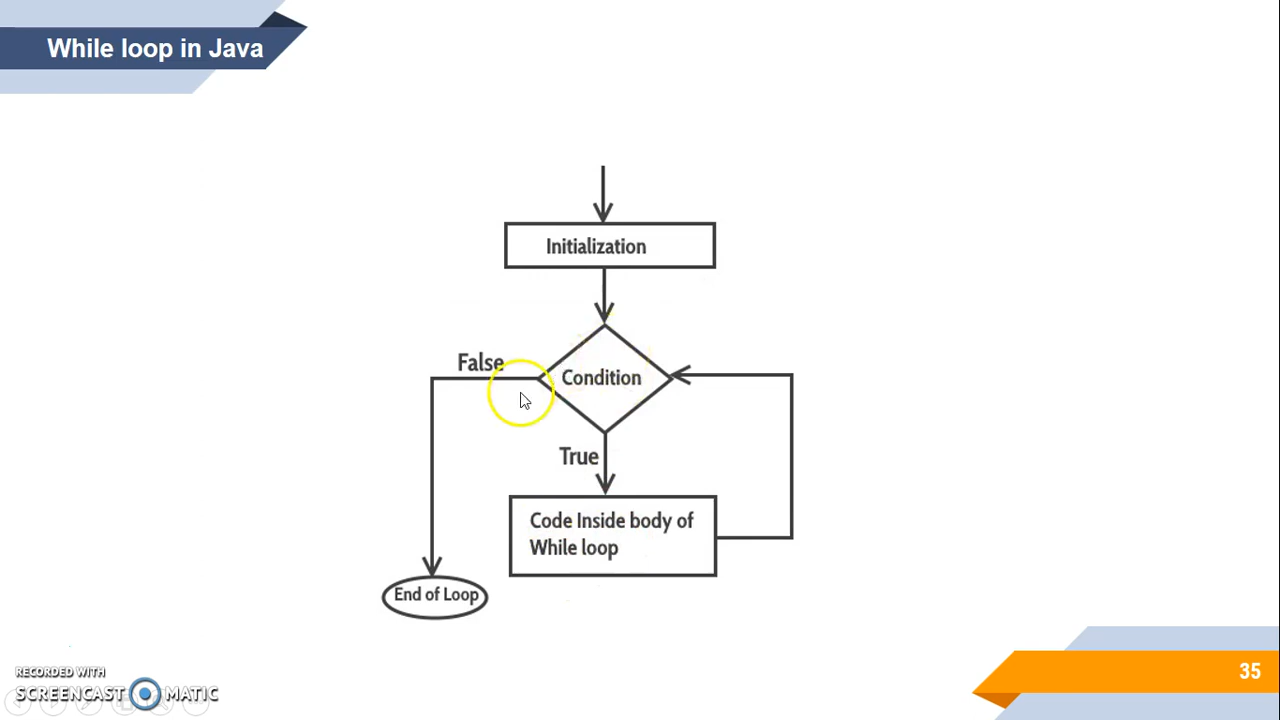 While loop in Java
Initialization
False
Condition
True
Code Inside body of
While loop
End of Loop
RECORDED WITH
SCREENCAST MATIC
35